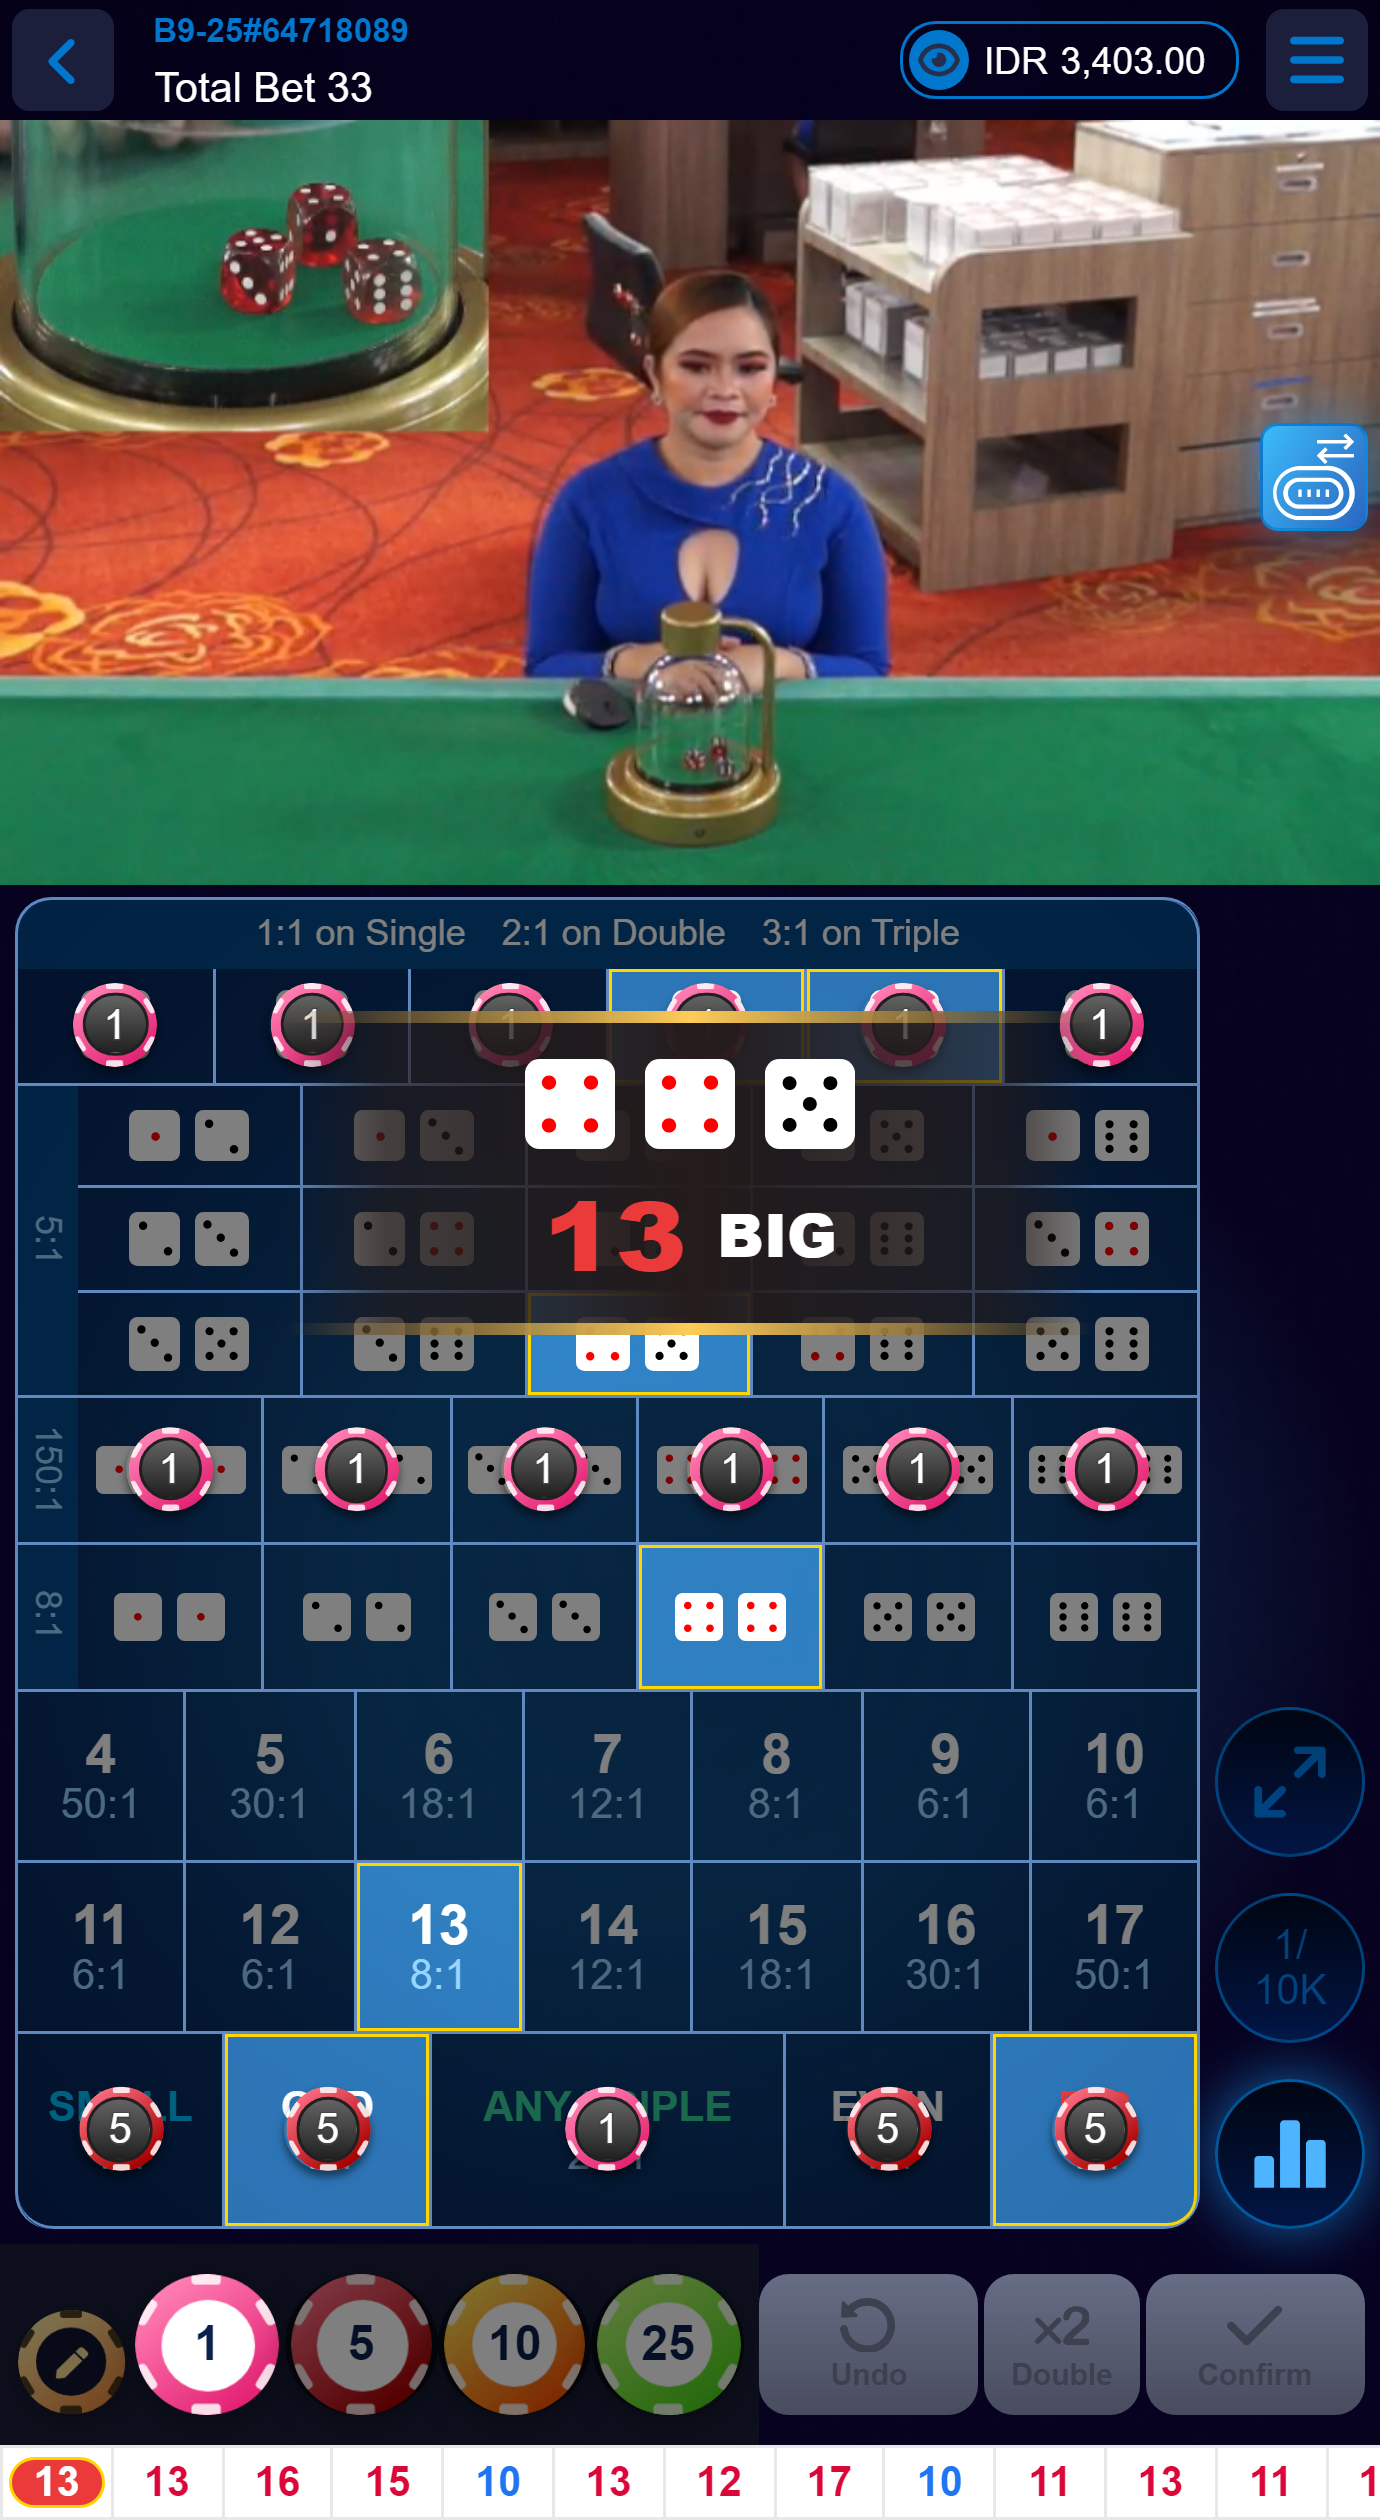 B9-25#64718089
Total Bet 33
IDR 3,403.00
1:1 on Single 2:1 on Double 3:1 on Triple
1 1 1 1 1 1
13 BIG
5:1
150:1
1 1 1 1 1 1
8:1
4 5 6 7 8 9 10
50:1 30:1 18:1 12:1 8:1 6:1 6:1
11 12 13 14 15 16 17
6:1 6:1 8:1 12:1 18:1 30:1 50:1
1/
10K
5 5 1 5 5
1 5 10 25
Undo
x2
Double
Confirm
13 13 16 15 10 13 12 17 10 11 13 11